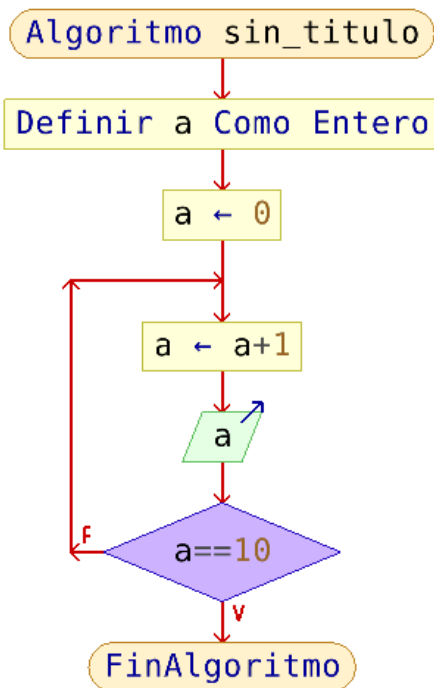 Algoritmo sin_titulo
Definir a Como Entero
a ← 0
a ← a+1
a
F
a==10
V
FinAlgoritmo